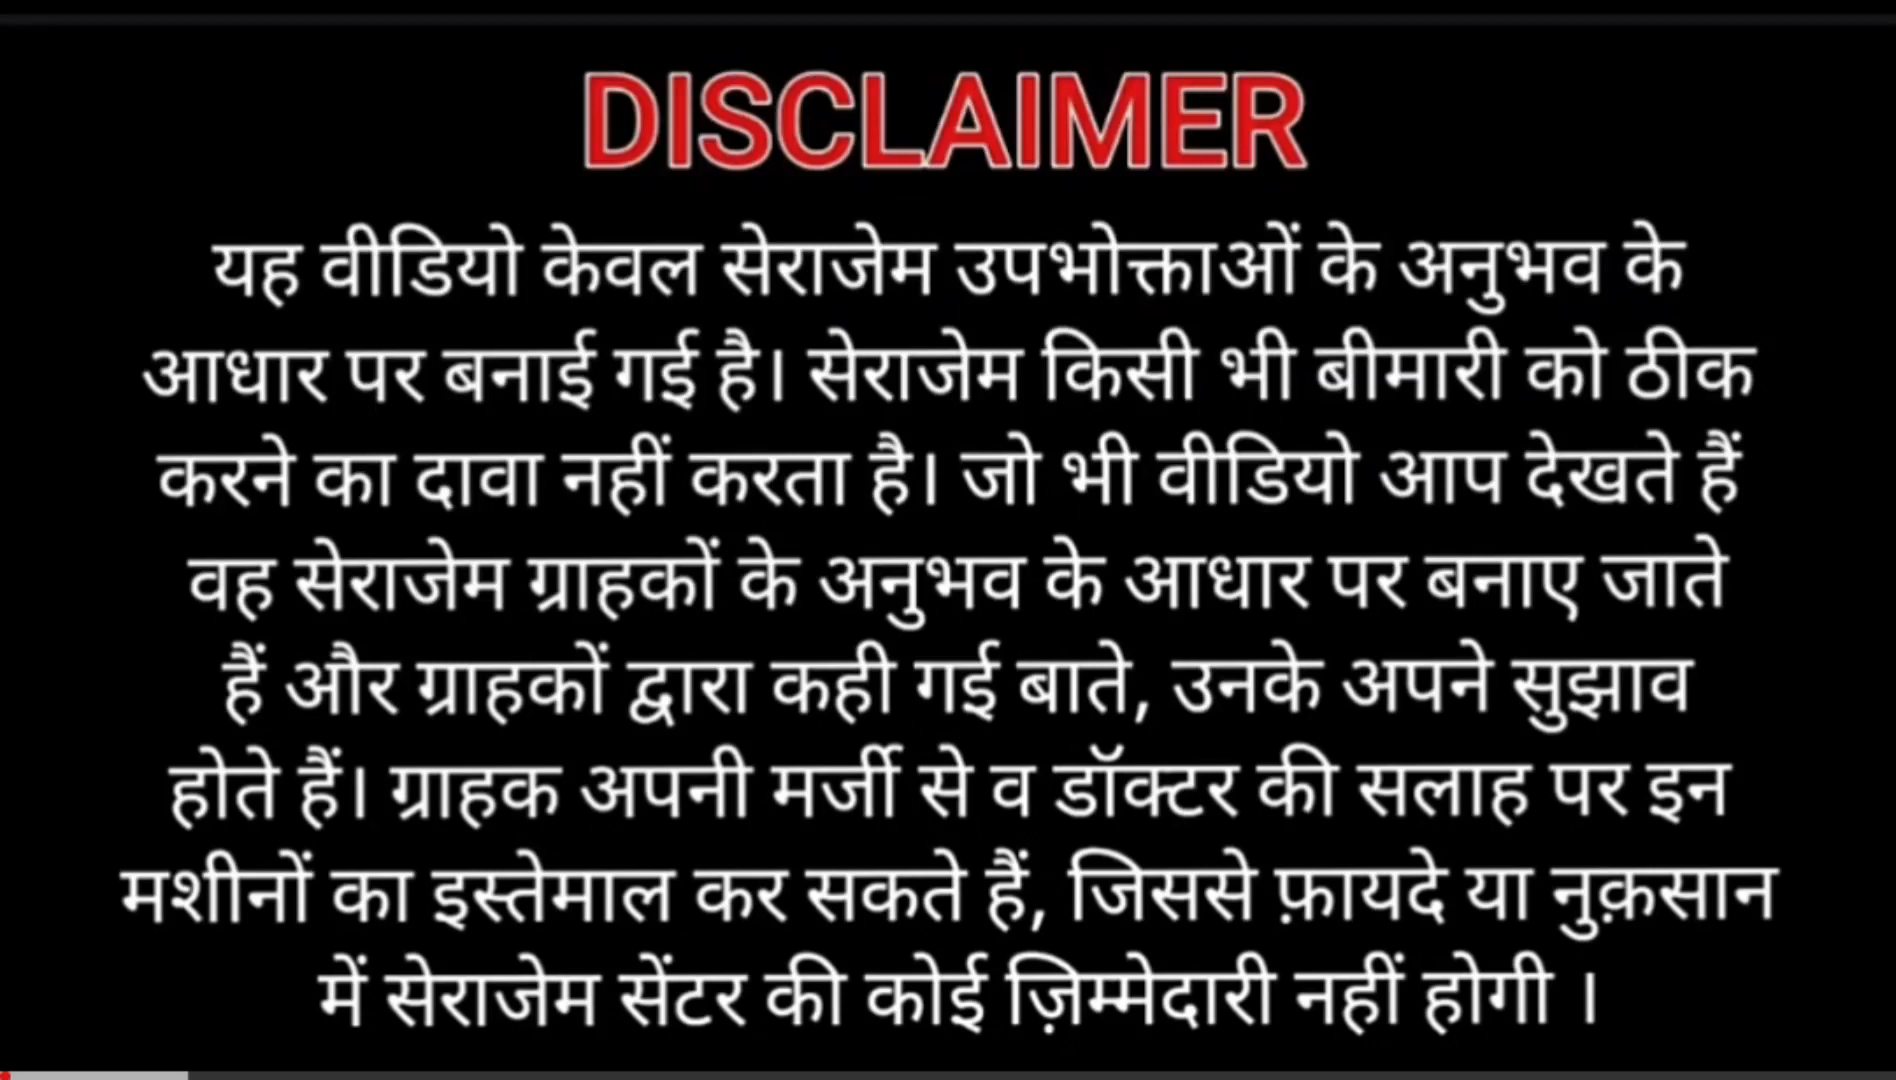 DISCLAIMER
यह वीडियो केवल सेराजेम उपभोक्ताओं के अनुभव के
आधार पर बनाई गई है। सेराजेम किसी भी बीमारी को ठीक
करने का दावा नहीं करता है। जो भी वीडियो आप देखते हैं
वह सेराजेम ग्राहकों के अनुभव के आधार पर बनाए जाते
हैं और ग्राहकों द्वारा कही गई बाते, उनके अपने सुझाव
होते हैं। ग्राहक अपनी मर्जी से व डॉक्टर की सलाह पर इन
मशीनों का इस्तेमाल कर सकते हैं, जिससे फ़ायदे या नुक़सान
में सेराजेम सेंटर की कोई ज़िम्मेदारी नहीं होगी ।